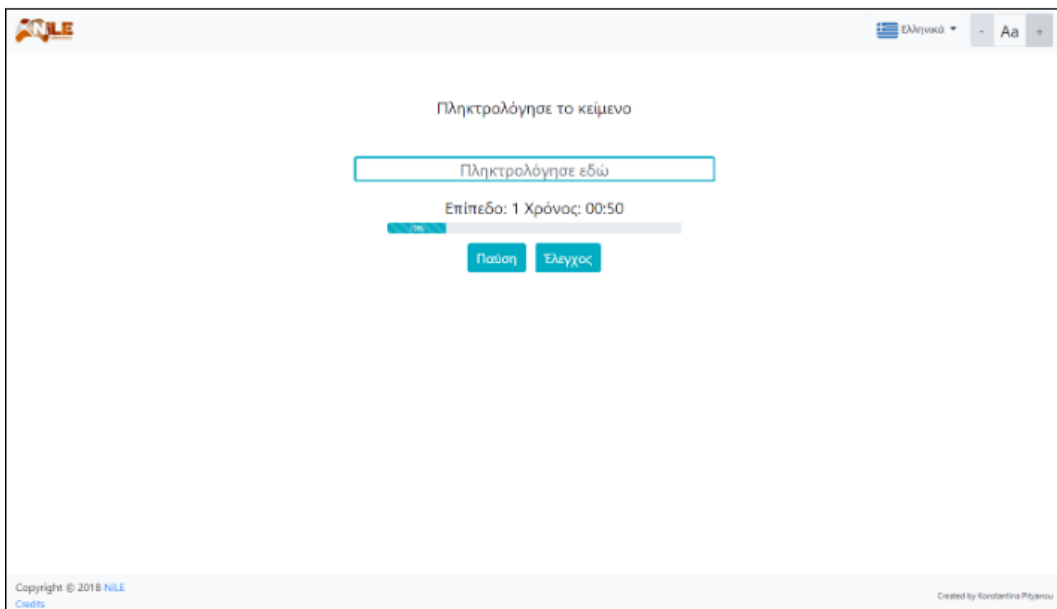 NiLE
Ελληνικά
- Aa +
Πληκτρολόγησε το κείμενο
Πληκτρολόγησε εδώ
Επίπεδο: 1 Χρόνος: 00:50
Παύση Έλεγχος
Copyright © 2018 NiLE
Credits
Created by Konstantina Pityanou